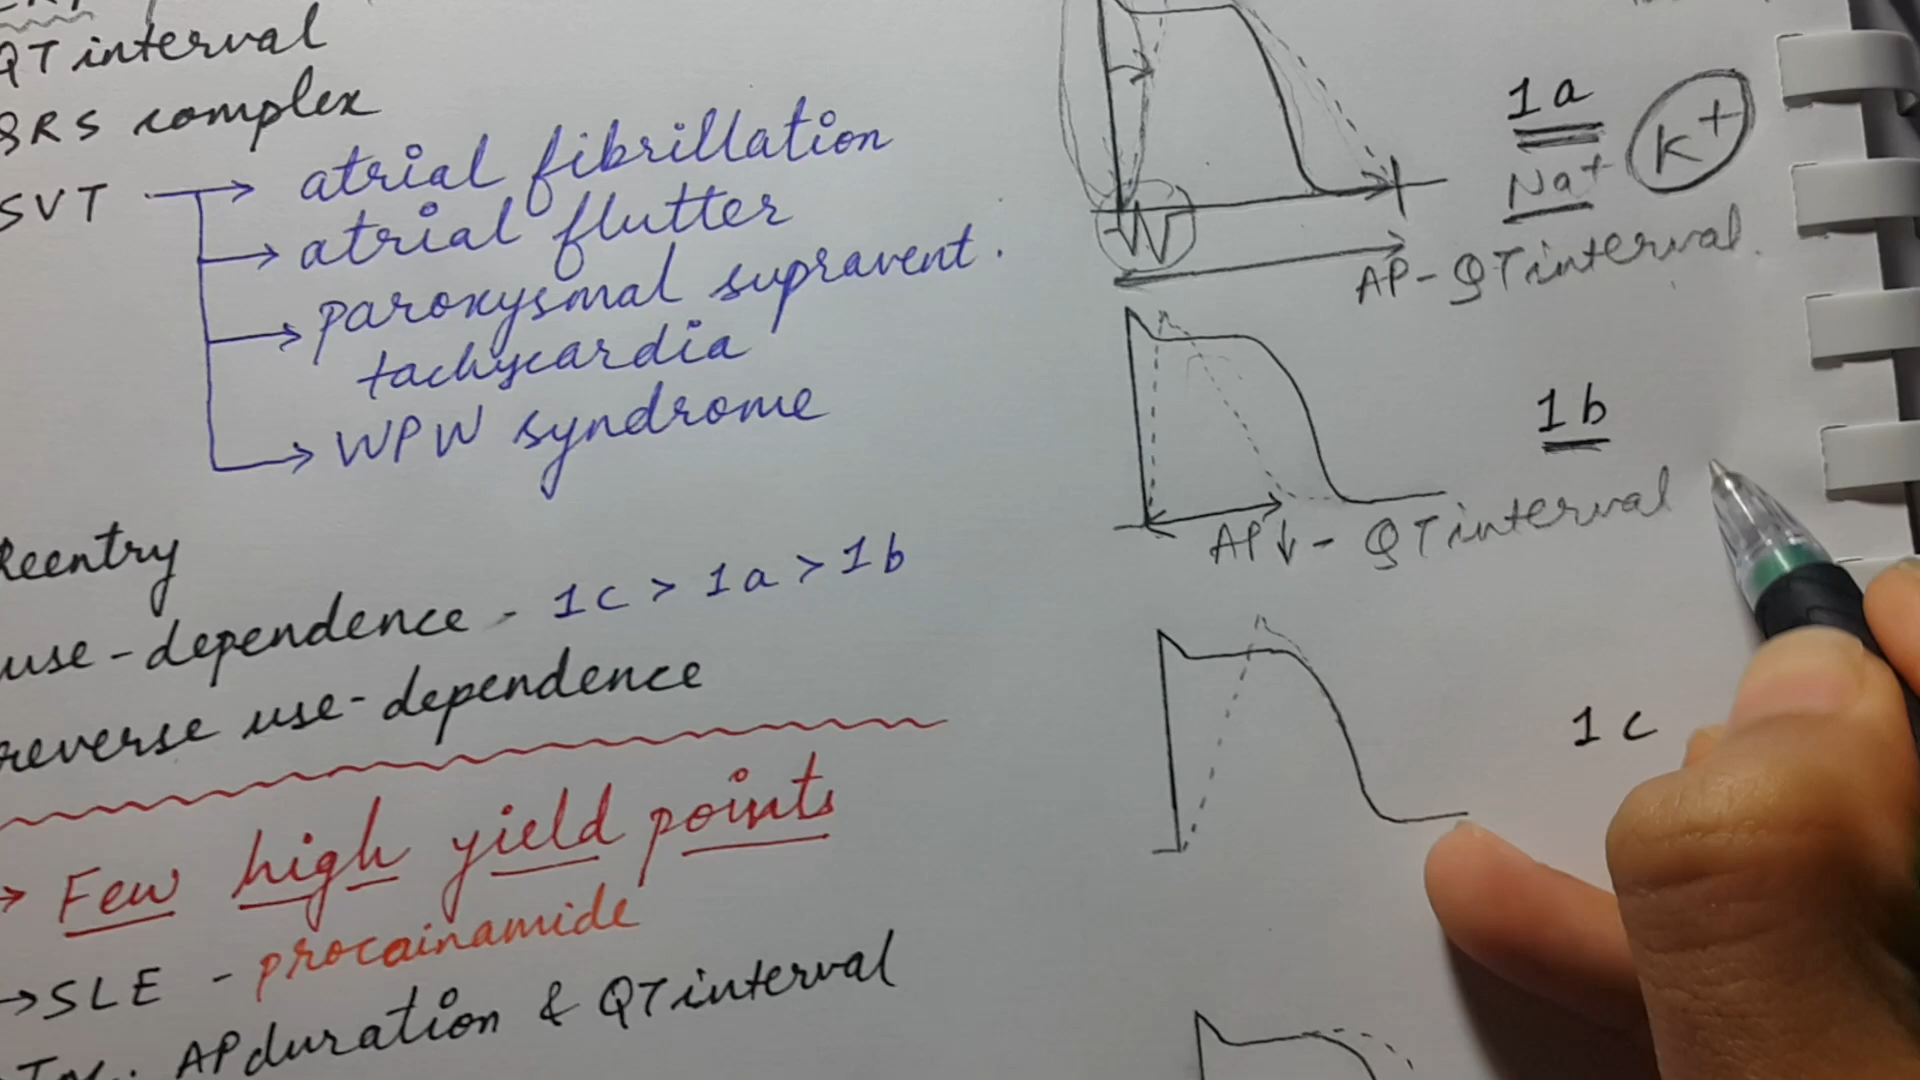 QT interval
QRS complex
SVT → atrial fibrillation
→ atrial flutter
→ paroxysmal supravent.
tachycardia
→ WPW syndrome
Reentry
use-dependence - 1c > 1a > 1b
reverse use-dependence
→ Few high yield points
→ SLE - procainamide
AP duration & QT interval
1a
Na+ K+
AP - QT interval.
1b
AP↓ - QT interval
1c